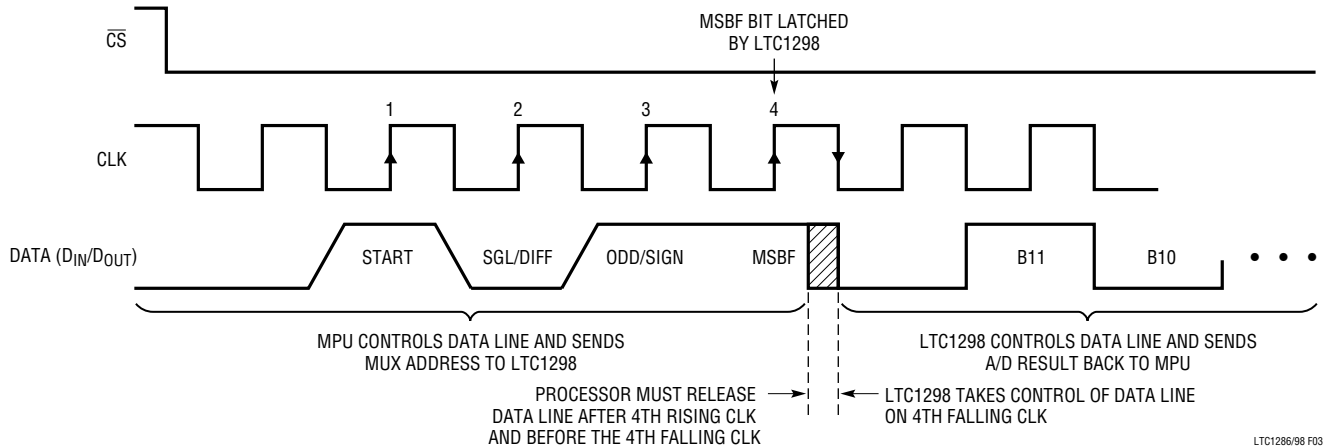 CS
MSBF BIT LATCHED
BY LTC1298
1 2 3 4
CLK
DATA (DIN/DOUT)
START SGL/DIFF ODD/SIGN MSBF B11 B10 • • •
MPU CONTROLS DATA LINE AND SENDS
MUX ADDRESS TO LTC1298
LTC1298 CONTROLS DATA LINE AND SENDS
A/D RESULT BACK TO MPU
PROCESSOR MUST RELEASE
DATA LINE AFTER 4TH RISING CLK
AND BEFORE THE 4TH FALLING CLK
LTC1298 TAKES CONTROL OF DATA LINE
ON 4TH FALLING CLK
LTC1286/98 F03